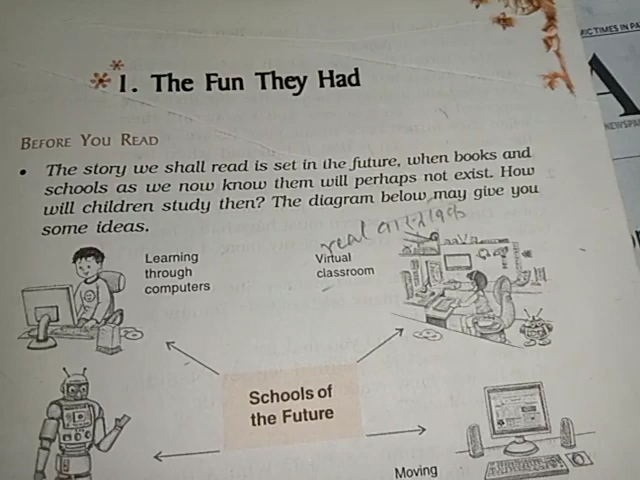 1. The Fun They Had
BEFORE YOU READ
• The story we shall read is set in the future, when books and
schools as we now know them will perhaps not exist. How
will children study then? The diagram below may give you
some ideas.
Learning
through
computers
real
Virtual
classroom
Schools of
the Future
Moving
A